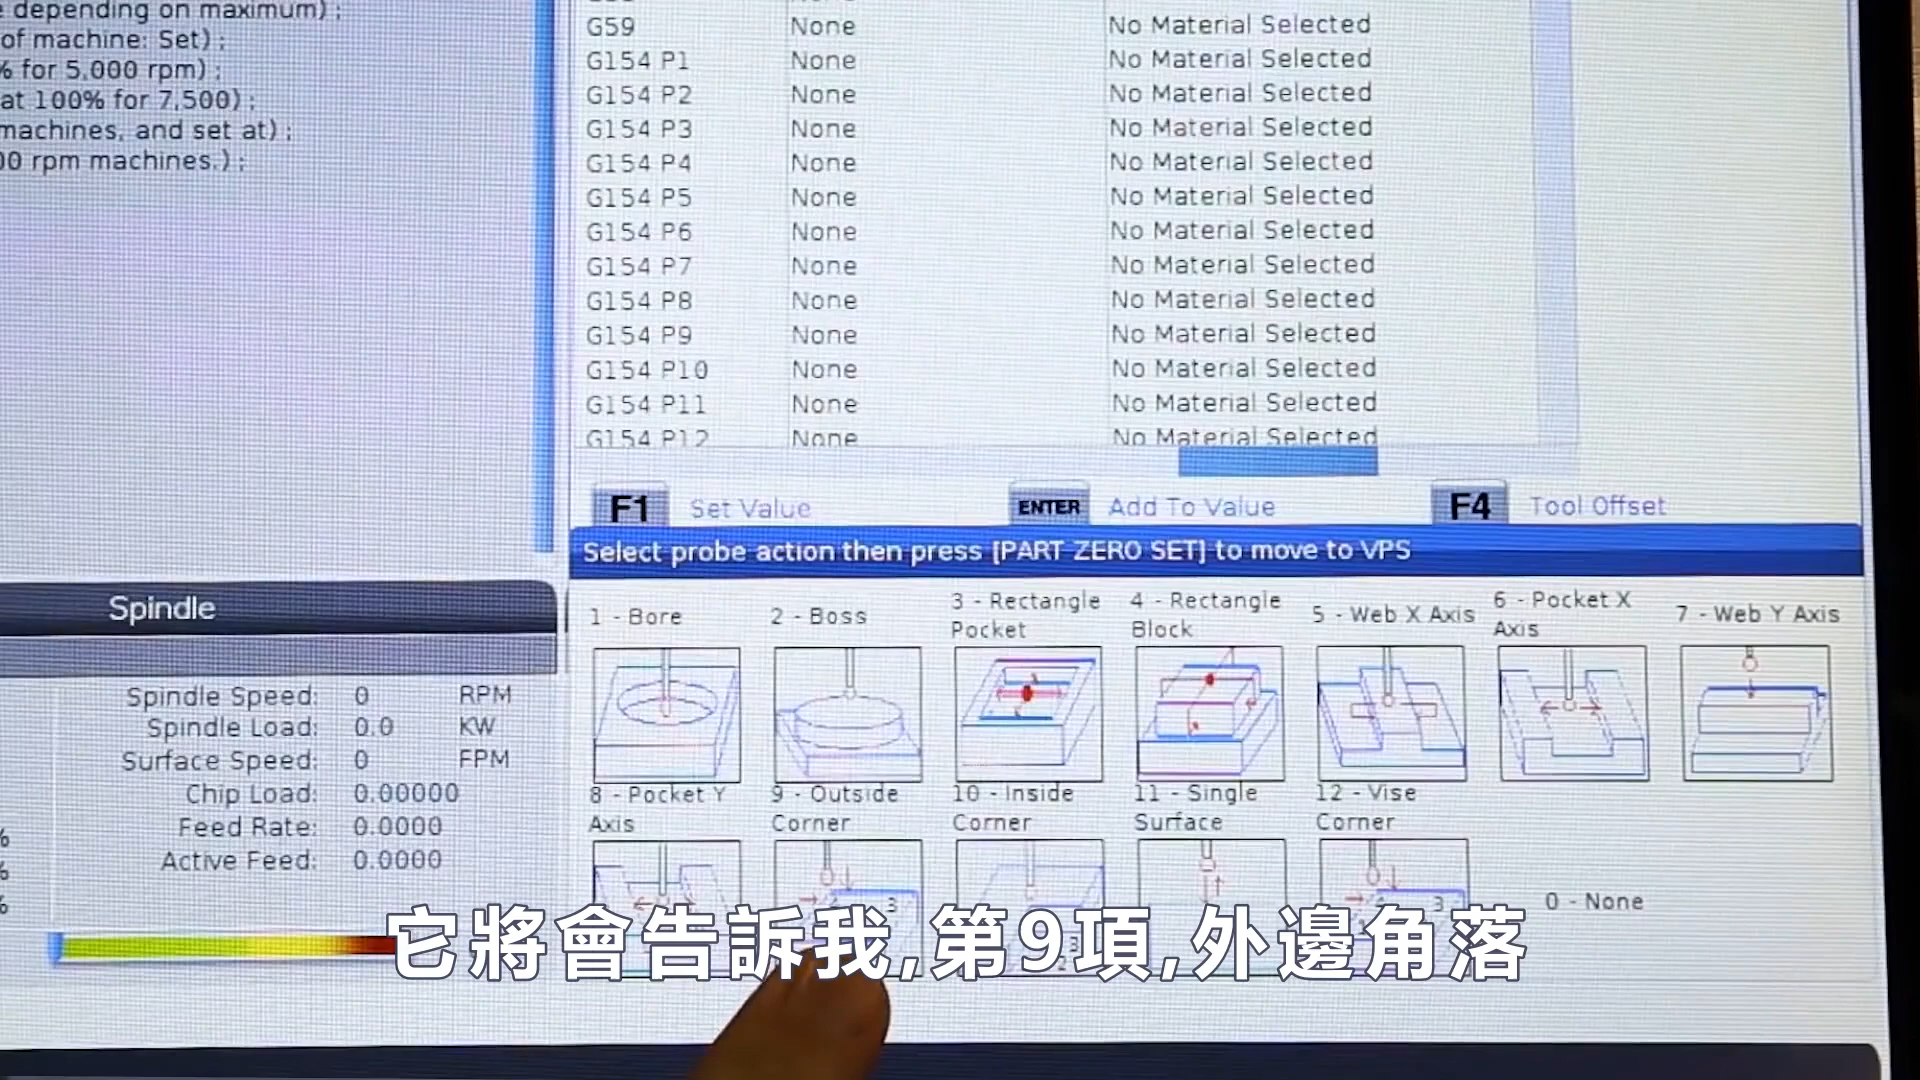 depending on maximum) ;
of machine: Set) ;
% for 5,000 rpm) ;
at 100% for 7,500) ;
machines, and set at) ;
00 rpm machines.) ;
G59 None No Material Selected
G154 P1 None No Material Selected
G154 P2 None No Material Selected
G154 P3 None No Material Selected
G154 P4 None No Material Selected
G154 P5 None No Material Selected
G154 P6 None No Material Selected
G154 P7 None No Material Selected
G154 P8 None No Material Selected
G154 P9 None No Material Selected
G154 P10 None No Material Selected
G154 P11 None No Material Selected
G154 P12 None No Material Selected
F1 Set Value ENTER Add To Value F4 Tool Offset
Select probe action then press [PART ZERO SET] to move to VPS
Spindle
Spindle Speed: 0 RPM
Spindle Load: 0.0 KW
Surface Speed: 0 FPM
Chip Load: 0.00000
Feed Rate: 0.0000
Active Feed: 0.0000
%
%
%
1 - Bore
2 - Boss
3 - Rectangle
Pocket
4 - Rectangle
Block
5 - Web X Axis
6 - Pocket X
Axis
7 - Web Y Axis
8 - Pocket Y
Axis
9 - Outside
Corner
10 - Inside
Corner
11 - Single
Surface
12 - Vise
Corner
0 - None
它將會告訴我,第9項,外邊角落